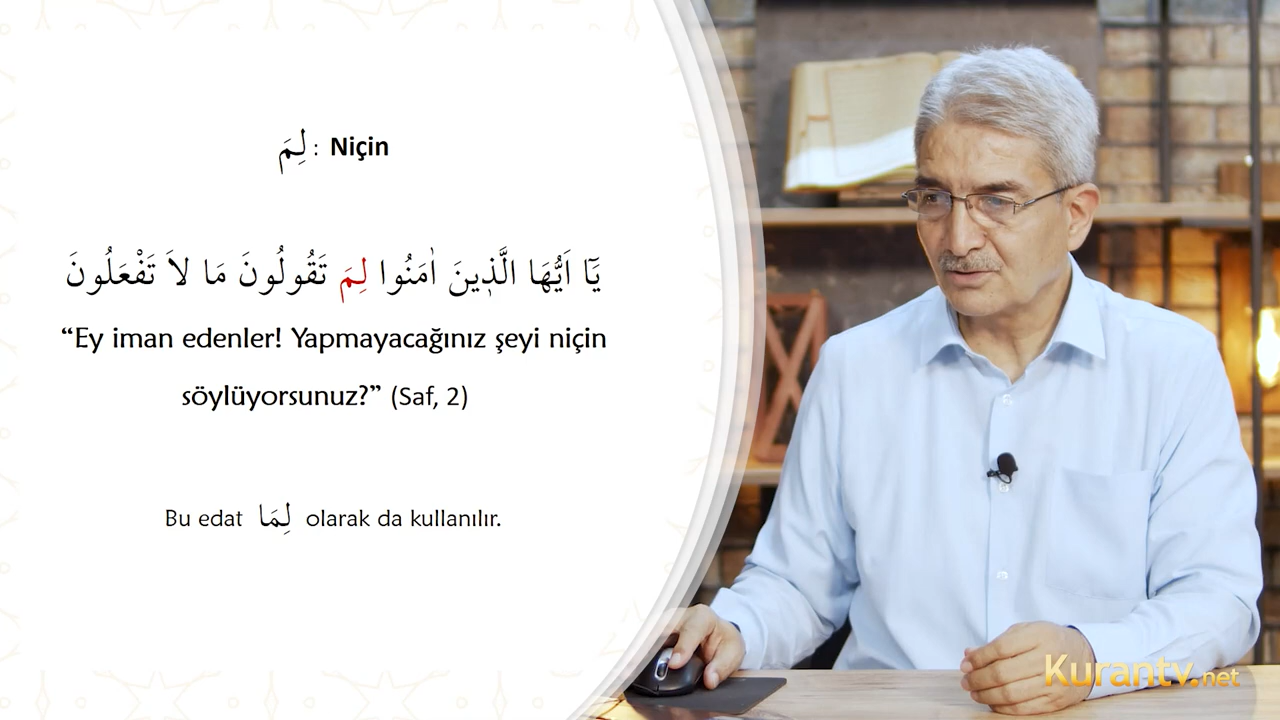 لِمَ : Niçin
يَٓا اَيُّهَا الَّذ۪ينَ اٰمَنُوا لِمَ تَقُولُونَ مَا لاَ تَفْعَلُونَ
“Ey iman edenler! Yapmayacağınız şeyi niçin
söylüyorsunuz?” (Saf, 2)
Bu edat لِمَا olarak da kullanılır.
Kurantv.net